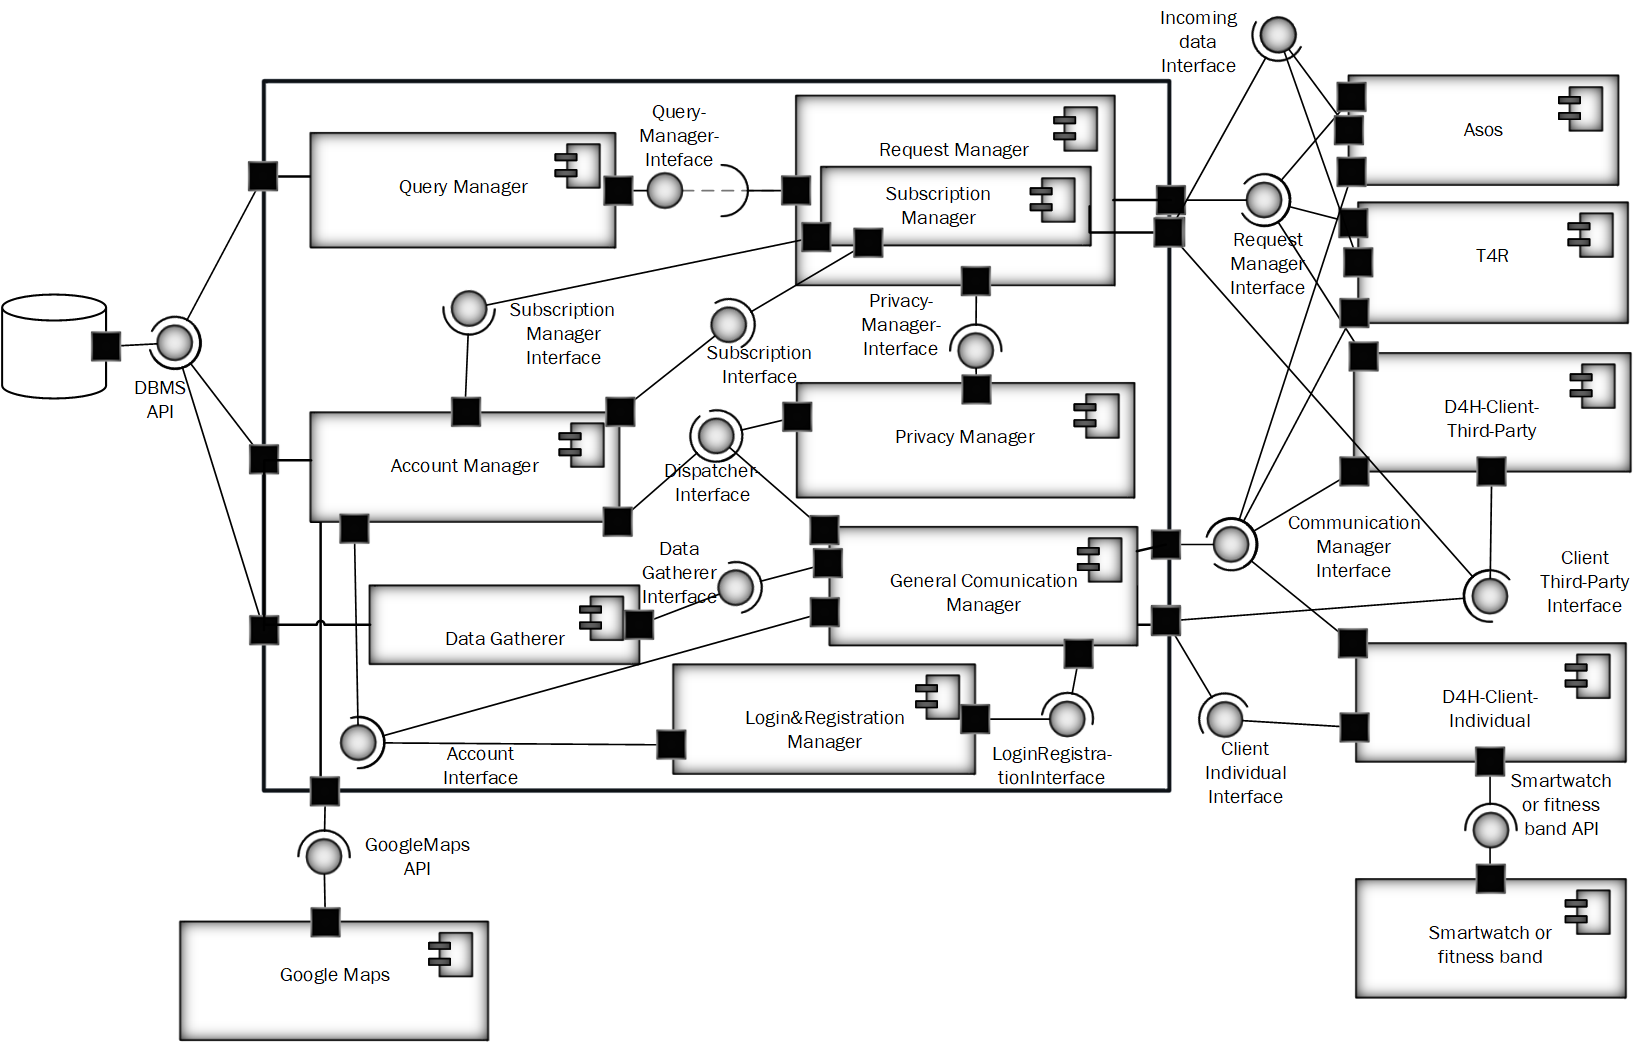 Incoming
data
Interface
Query-
Manager-
Inteface
Request Manager
Asos
Query Manager
Subscription
Manager
Request
Manager
Interface
T4R
Subscription
Manager
Interface
Privacy-
Manager-
Interface
Subscription
Interface
DBMS
API
D4H-Client-
Third-Party
Account Manager
Privacy Manager
Dispatcher-
Interface
Communication
Manager
Interface
Data
Gatherer
Interface
General Comunication
Manager
Client
Third-Party
Interface
Data Gatherer
Login&Registration
Manager
D4H-Client-
Individual
Account
Interface
LoginRegistra-
tionInterface
Client
Individual
Interface
Smartwatch
or fitness
band API
GoogleMaps
API
Google Maps
Smartwatch or
fitness band